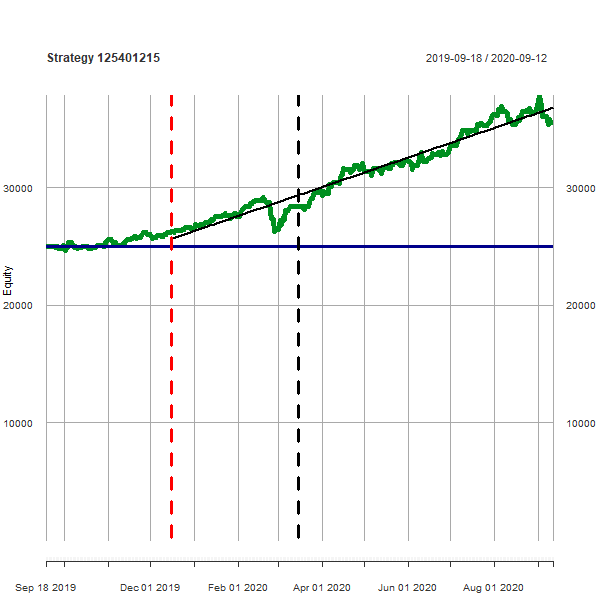 Strategy 125401215
2019-09-18 / 2020-09-12
Equity
30000
30000
20000
20000
10000
10000
Sep 18 2019
Dec 01 2019
Feb 01 2020
Apr 01 2020
Jun 01 2020
Aug 01 2020